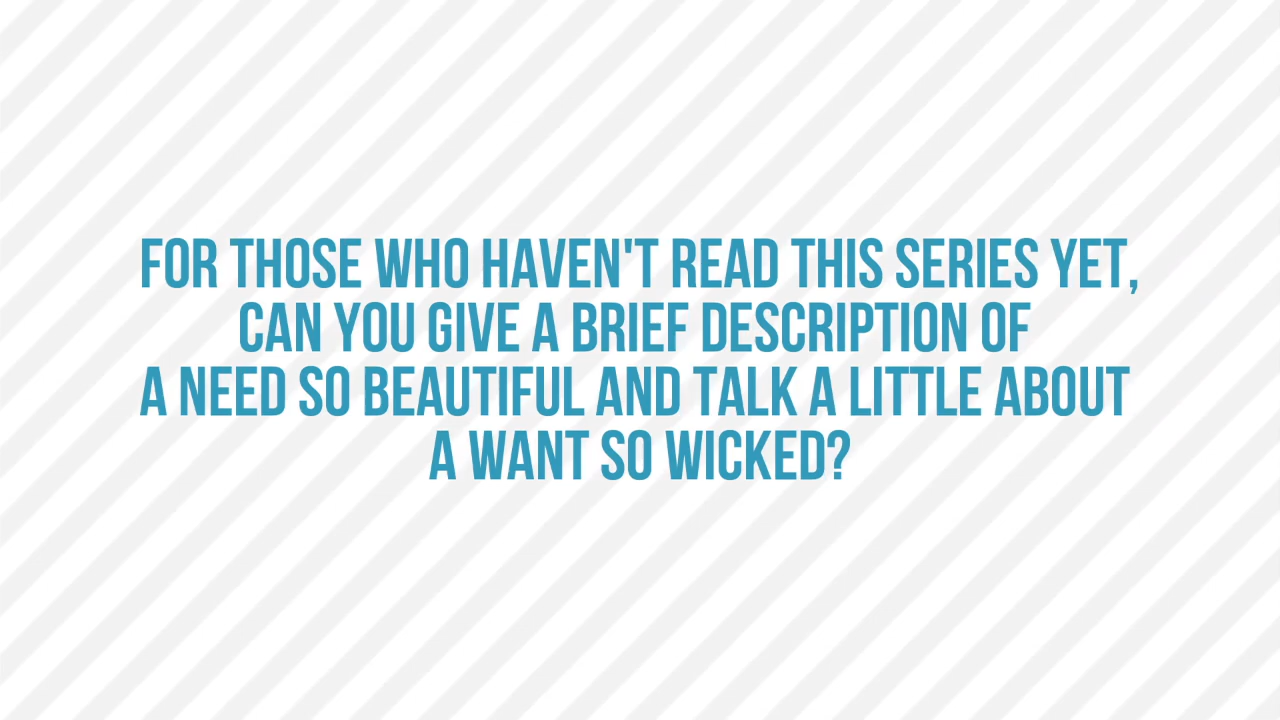 FOR THOSE WHO HAVEN'T READ THIS SERIES YET,
CAN YOU GIVE A BRIEF DESCRIPTION OF
A NEED SO BEAUTIFUL AND TALK A LITTLE ABOUT
A WANT SO WICKED?